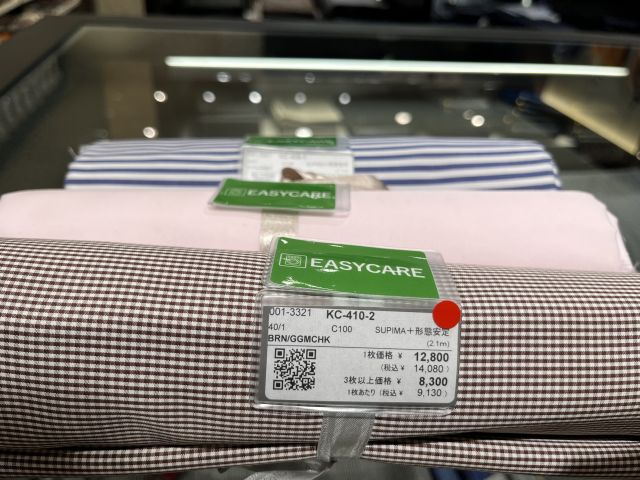 EASYCARE
EASYCARE
001-3321 KC-410-2
40/1 C100 SUPIMA+形態安定
BRN/GGMCHK (2.1m)
1枚価格 ¥ 12,800
(税込 ¥ 14,080)
3枚以上価格 ¥ 8,300
1枚あたり (税込 ¥ 9,130)